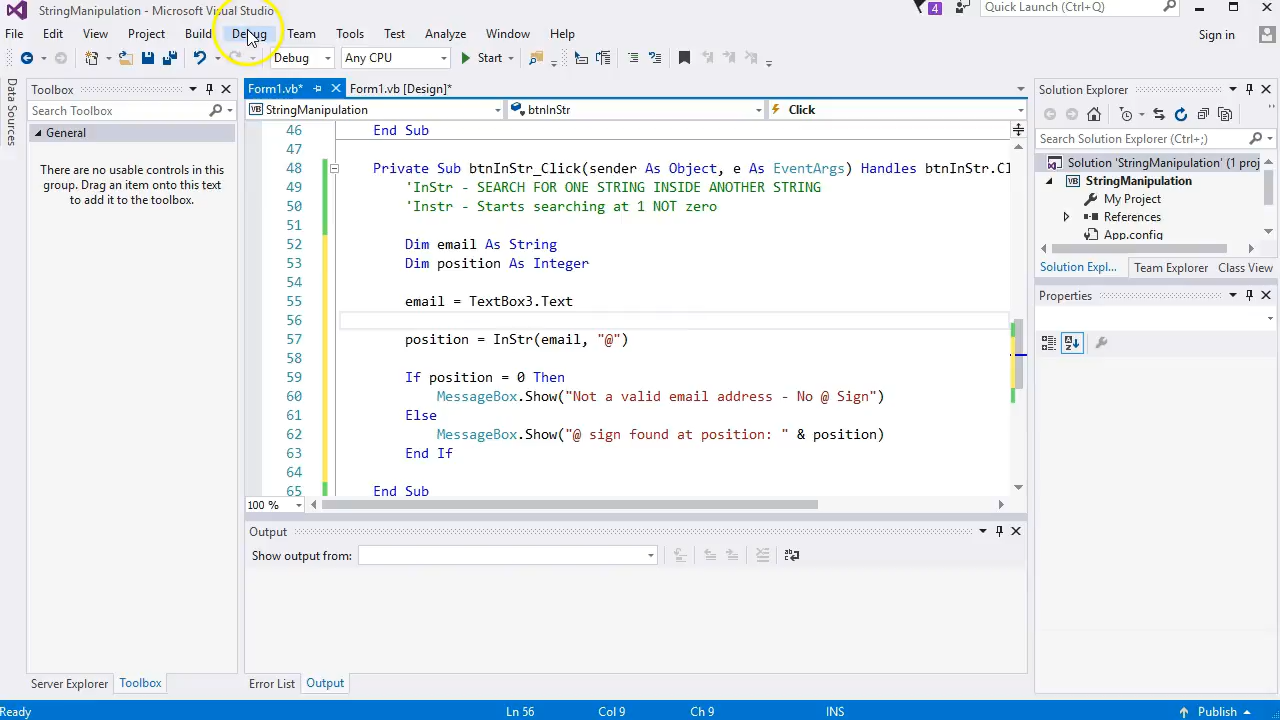 StringManipulation - Microsoft Visual Studio
4
Quick Launch (Ctrl+Q)
File Edit View Project Build Debug Team Tools Test Analyze Window Help
Sign in
Debug Any CPU Start
Data Sources
Toolbox
Search Toolbox
General
There are no usable controls in this
group. Drag an item onto this text
to add it to the toolbox.
Server Explorer Toolbox
Form1.vb* Form1.vb [Design]*
VB StringManipulation btnInStr Click
46 End Sub
47
48 Private Sub btnInStr_Click(sender As Object, e As EventArgs) Handles btnInStr.Cl
49 'InStr - SEARCH FOR ONE STRING INSIDE ANOTHER STRING
50 'Instr - Starts searching at 1 NOT zero
51
52 Dim email As String
53 Dim position As Integer
54
55 email = TextBox3.Text
56
57 position = InStr(email, "@")
58
59 If position = 0 Then
60 MessageBox.Show("Not a valid email address - No @ Sign")
61 Else
62 MessageBox.Show("@ sign found at position: " & position)
63 End If
64
65 End Sub
100 %
Output
Show output from:
Error List Output
Solution Explorer
Search Solution Explorer (Ctrl+;)
Solution 'StringManipulation' (1 proj
VB StringManipulation
My Project
References
App.config
Solution Expl... Team Explorer Class View
Properties
Ready Ln 56 Col 9 Ch 9 INS Publish